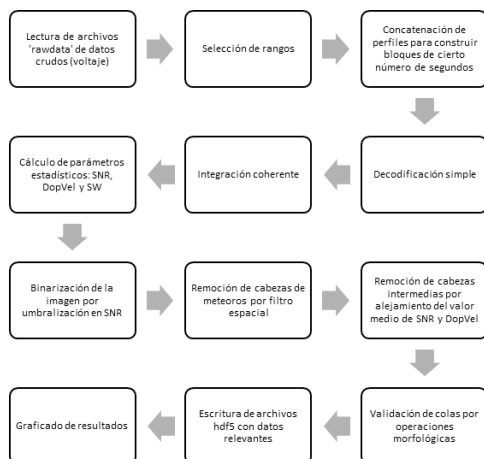 Lectura de archivos
'rawdata' de datos
crudos (voltaje)
Selección de rangos
Concatenación de
perfiles para construir
bloques de cierto
número de segundos
Decodificación simple
Integración coherente
Cálculo de parámetros
estadísticos: SNR,
DopVel y SW
Binarización de la
imagen por
umbralización en SNR
Remoción de cabezas de
meteoros por filtro
espacial
Remoción de cabezas
intermedias por
alejamiento del valor
medio de SNR y DopVel
Validación de colas por
operaciones
morfológicas
Escritura de archivos
hdf5 con datos
relevantes
Graficado de resultados